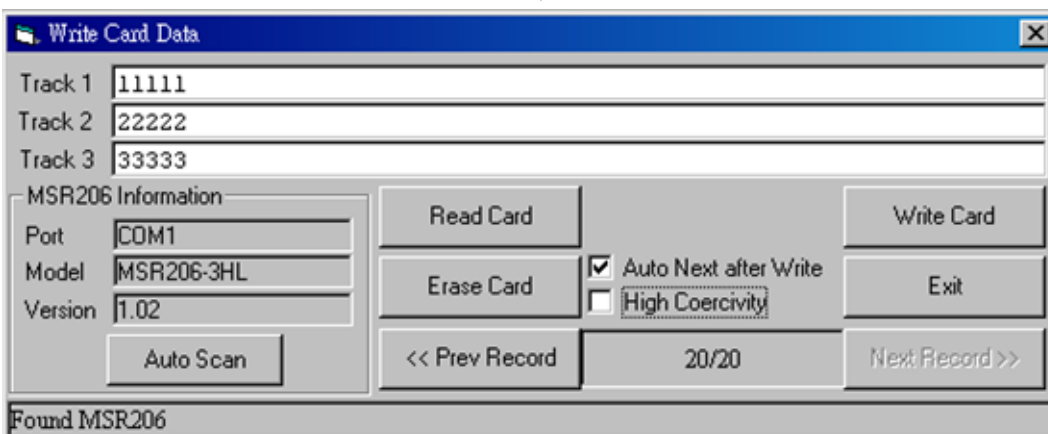 Write Card Data
Track 1 11111
Track 2 22222
Track 3 33333
MSR206 Information
Port COM1
Model MSR206-3HL
Version 1.02
Auto Scan
Read Card
Write Card
Erase Card
Auto Next after Write
High Coercivity
Exit
<< Prev Record
20/20
Next Record >>
Found MSR206